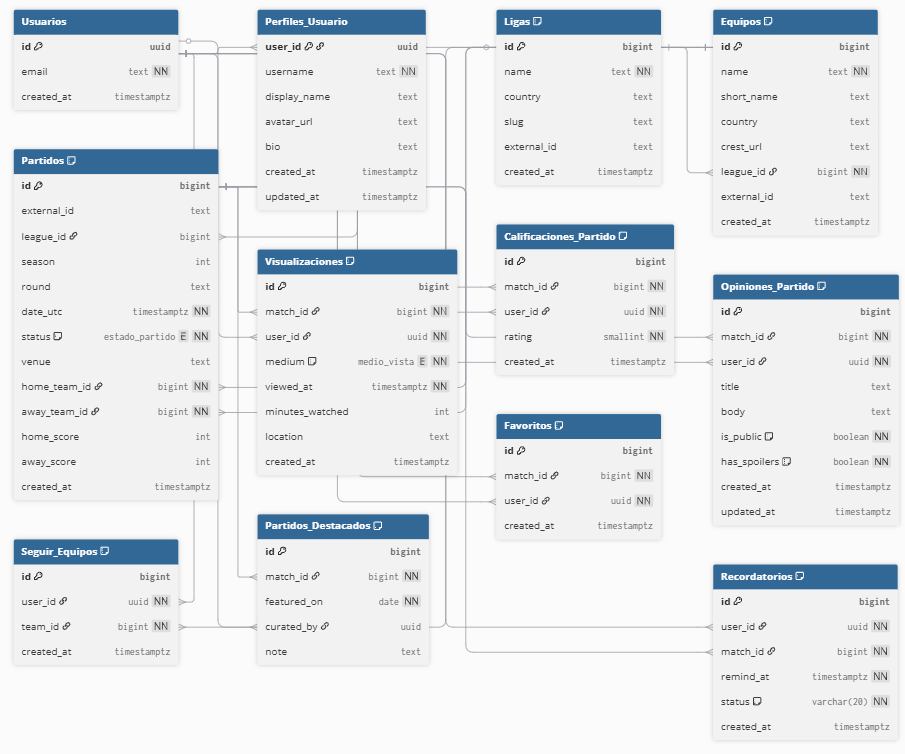 Usuarios
id uuid
email text NN
created_at timestamptz
Perfiles_Usuario
user_id uuid
username text NN
display_name text
avatar_url text
bio text
created_at timestamptz
updated_at timestamptz
Ligas
id bigint
name text NN
country text
slug text
external_id text
created_at timestamptz
Equipos
id bigint
name text NN
short_name text
country text
crest_url text
league_id bigint NN
external_id text
created_at timestamptz
Partidos
id bigint
external_id text
league_id bigint
season int
round text
date_utc timestamptz NN
status estado_partido E NN
venue text
home_team_id bigint NN
away_team_id bigint NN
home_score int
away_score int
created_at timestamptz
Visualizaciones
id bigint
match_id bigint NN
user_id uuid NN
medium medio_vista E NN
viewed_at timestamptz NN
minutes_watched int
location text
created_at timestamptz
Calificaciones_Partido
id bigint
match_id bigint NN
user_id uuid NN
rating smallint NN
created_at timestamptz
Opiniones_Partido
id bigint
match_id bigint NN
user_id uuid NN
title text
body text
is_public boolean NN
has_spoilers boolean NN
created_at timestamptz
updated_at timestamptz
Favoritos
id bigint
match_id bigint NN
user_id uuid NN
created_at timestamptz
Seguir_Equipos
id bigint
user_id uuid NN
team_id bigint NN
created_at timestamptz
Partidos_Destacados
id bigint
match_id bigint NN
featured_on date NN
curated_by uuid
note text
Recordatorios
id bigint
user_id uuid NN
match_id bigint NN
remind_at timestamptz NN
status varchar(20) NN
created_at timestamptz